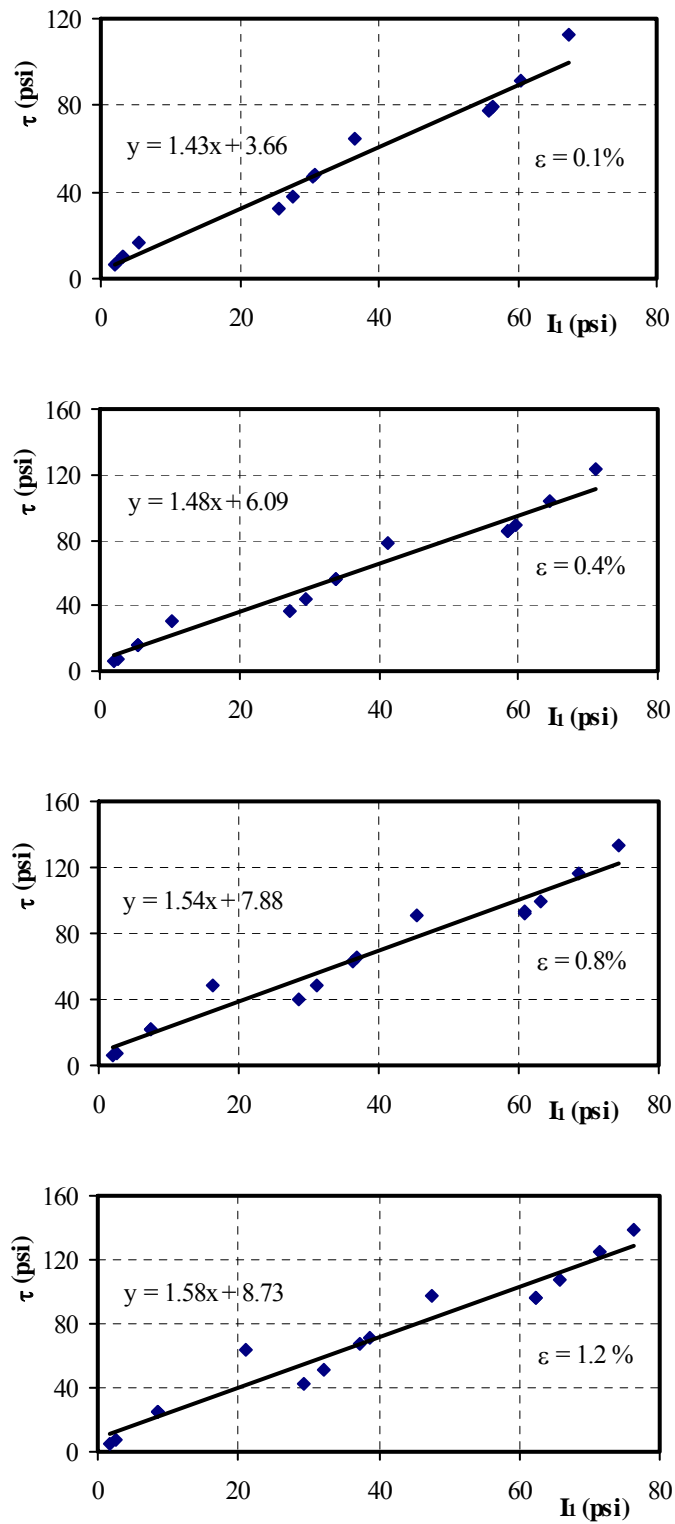 120
80
40
0
τ (psi)
y = 1.43x + 3.66
ε = 0.1%
0 20 40 60 80
I1 (psi)
160
120
80
40
0
τ (psi)
y = 1.48x + 6.09
ε = 0.4%
0 20 40 60 80
I1 (psi)
160
120
80
40
0
τ (psi)
y = 1.54x + 7.88
ε = 0.8%
0 20 40 60 80
I1 (psi)
160
120
80
40
0
τ (psi)
y = 1.58x + 8.73
ε = 1.2 %
0 20 40 60 80
I1 (psi)